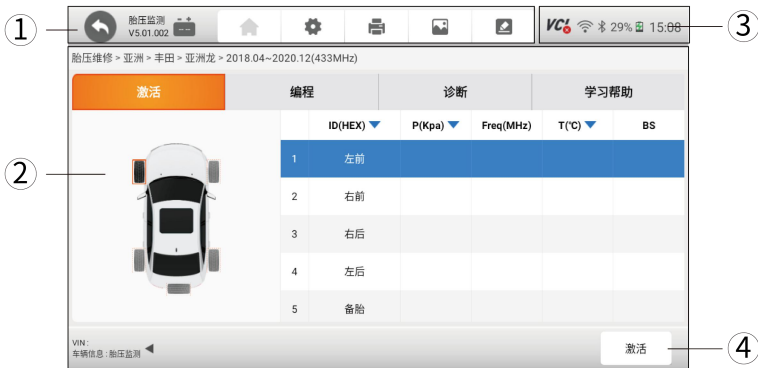 ① 胎压监测 VCI 29% 15:08 ③
V5.01.002
胎压维修 > 亚洲 > 丰田 > 亚洲龙 > 2018.04~2020.12(433MHz)
激活 编程 诊断 学习帮助
ID(HEX) P(Kpa) Freq(MHz) T(℃) BS
1 左前
② 2 右前
3 右后
4 左后
5 备胎
VIN :
车辆信息 : 胎压监测 激活 ④